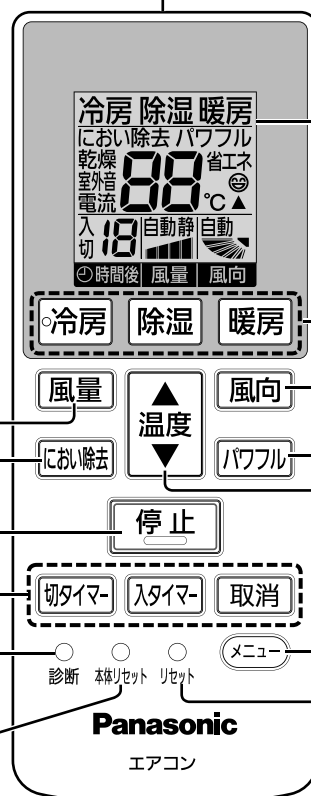 冷房 除湿 暖房
におい除去 パワフル
乾燥 88 省エネ
室外音
電流 ℃ ▲
入 18 自動静 自動
切
時間後 風量 風向
冷房 除湿 暖房
風量 ▲ 風向
温度
におい除去 ▼ パワフル
停止
切タイマー 入タイマー 取消
メニュー
診断 本体リセット リセット
Panasonic
エアコン